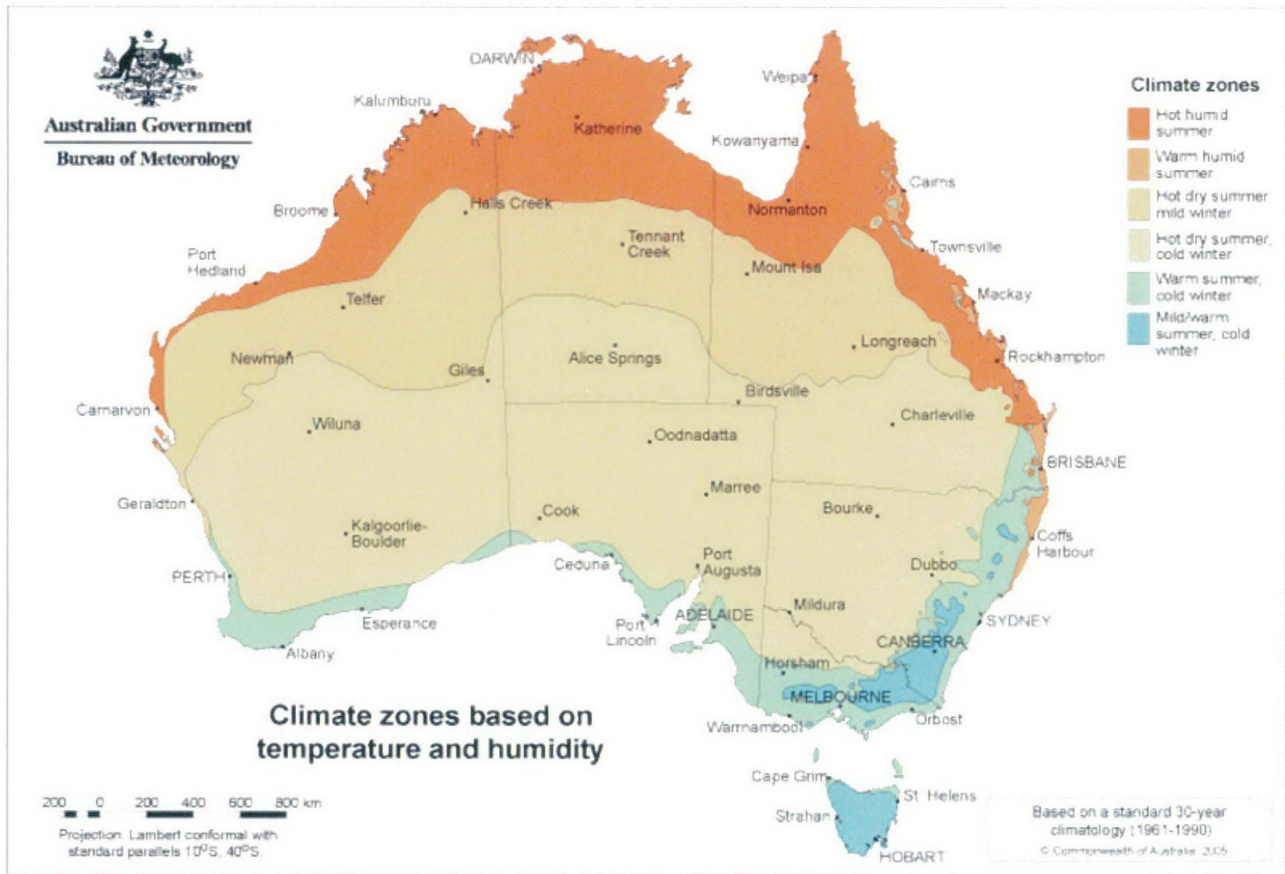 Australian Government
Bureau of Meteorology
Climate zones
Hot humid
summer
Warm humid
summer
Hot dry summer
mild winter
Hot dry summer,
cold winter
Warm summer,
cold winter
Mild/warm
summer, cold
winter
DARWIN
Weipa
Kalumburu
Katherine
Kowanyama
Cairns
Halls Creek
Broome
Normanton
Tennant
Creek
Townsville
Port
Hedland
Mount Isa
Telfer
Mackay
Longreach
Newman
Alice Springs
Rockhampton
Giles
Birdsville
Carnarvon
Charleville
Wiluna
Oodnadatta
BRISBANE
Marree
Geraldton
Bourke
Cook
Kalgoorlie-
Boulder
Coffs
Harbour
Port
Augusta
Ceduna
Dubbo
PERTH
Mildura
ADELAIDE
Esperance
Port
Lincoln
SYDNEY
CANBERRA
Albany
Horsham
MELBOURNE
Warrnambool
Orbost
Climate zones based on
temperature and humidity
Cape Grim
St Helens
Strahan
HOBART
200 0 200 400 600 800 km
Projection: Lambert conformal with
standard parallels 10°S, 40°S.
Based on a standard 30-year
climatology (1961-1990)
© Commonwealth of Australia 2005